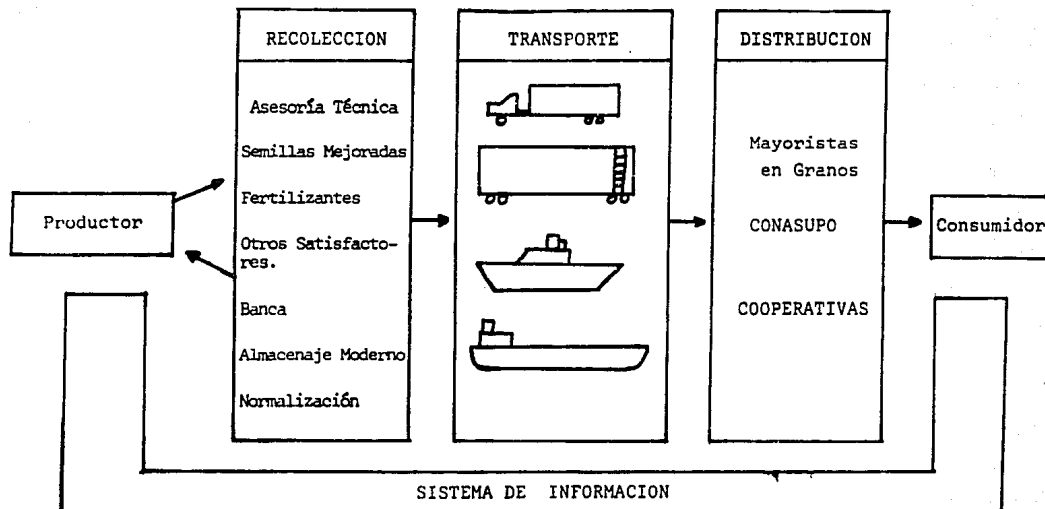 RECOLECCION
TRANSPORTE
DISTRIBUCION
Productor
Asesoría Técnica
Semillas Mejoradas
Fertilizantes
Otros Satisfacto-
res.
Banca
Almacenaje Moderno
Normalización
Mayoristas
en Granos
CONASUPO
COOPERATIVAS
Consumidor
SISTEMA DE INFORMACION